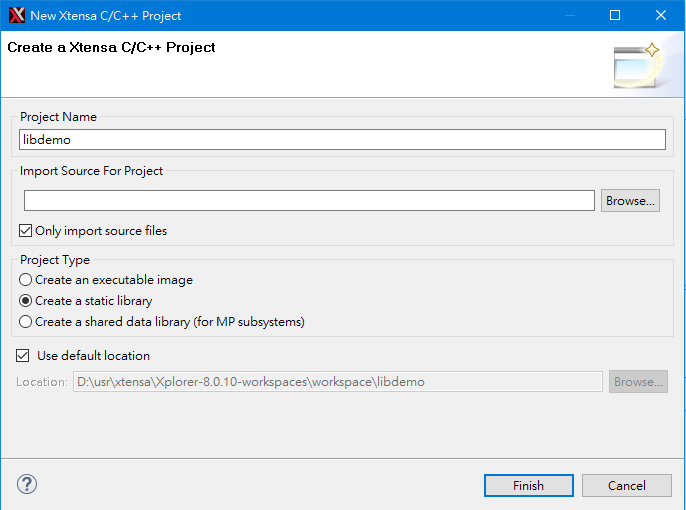 New Xtensa C/C++ Project
Create a Xtensa C/C++ Project
Project Name
libdemo
Import Source For Project
Browse...
Only import source files
Project Type
Create an executable image
Create a static library
Create a shared data library (for MP subsystems)
Use default location
Location: D:\usr\xtensa\Xplorer-8.0.10-workspaces\workspace\libdemo Browse...
? Finish Cancel